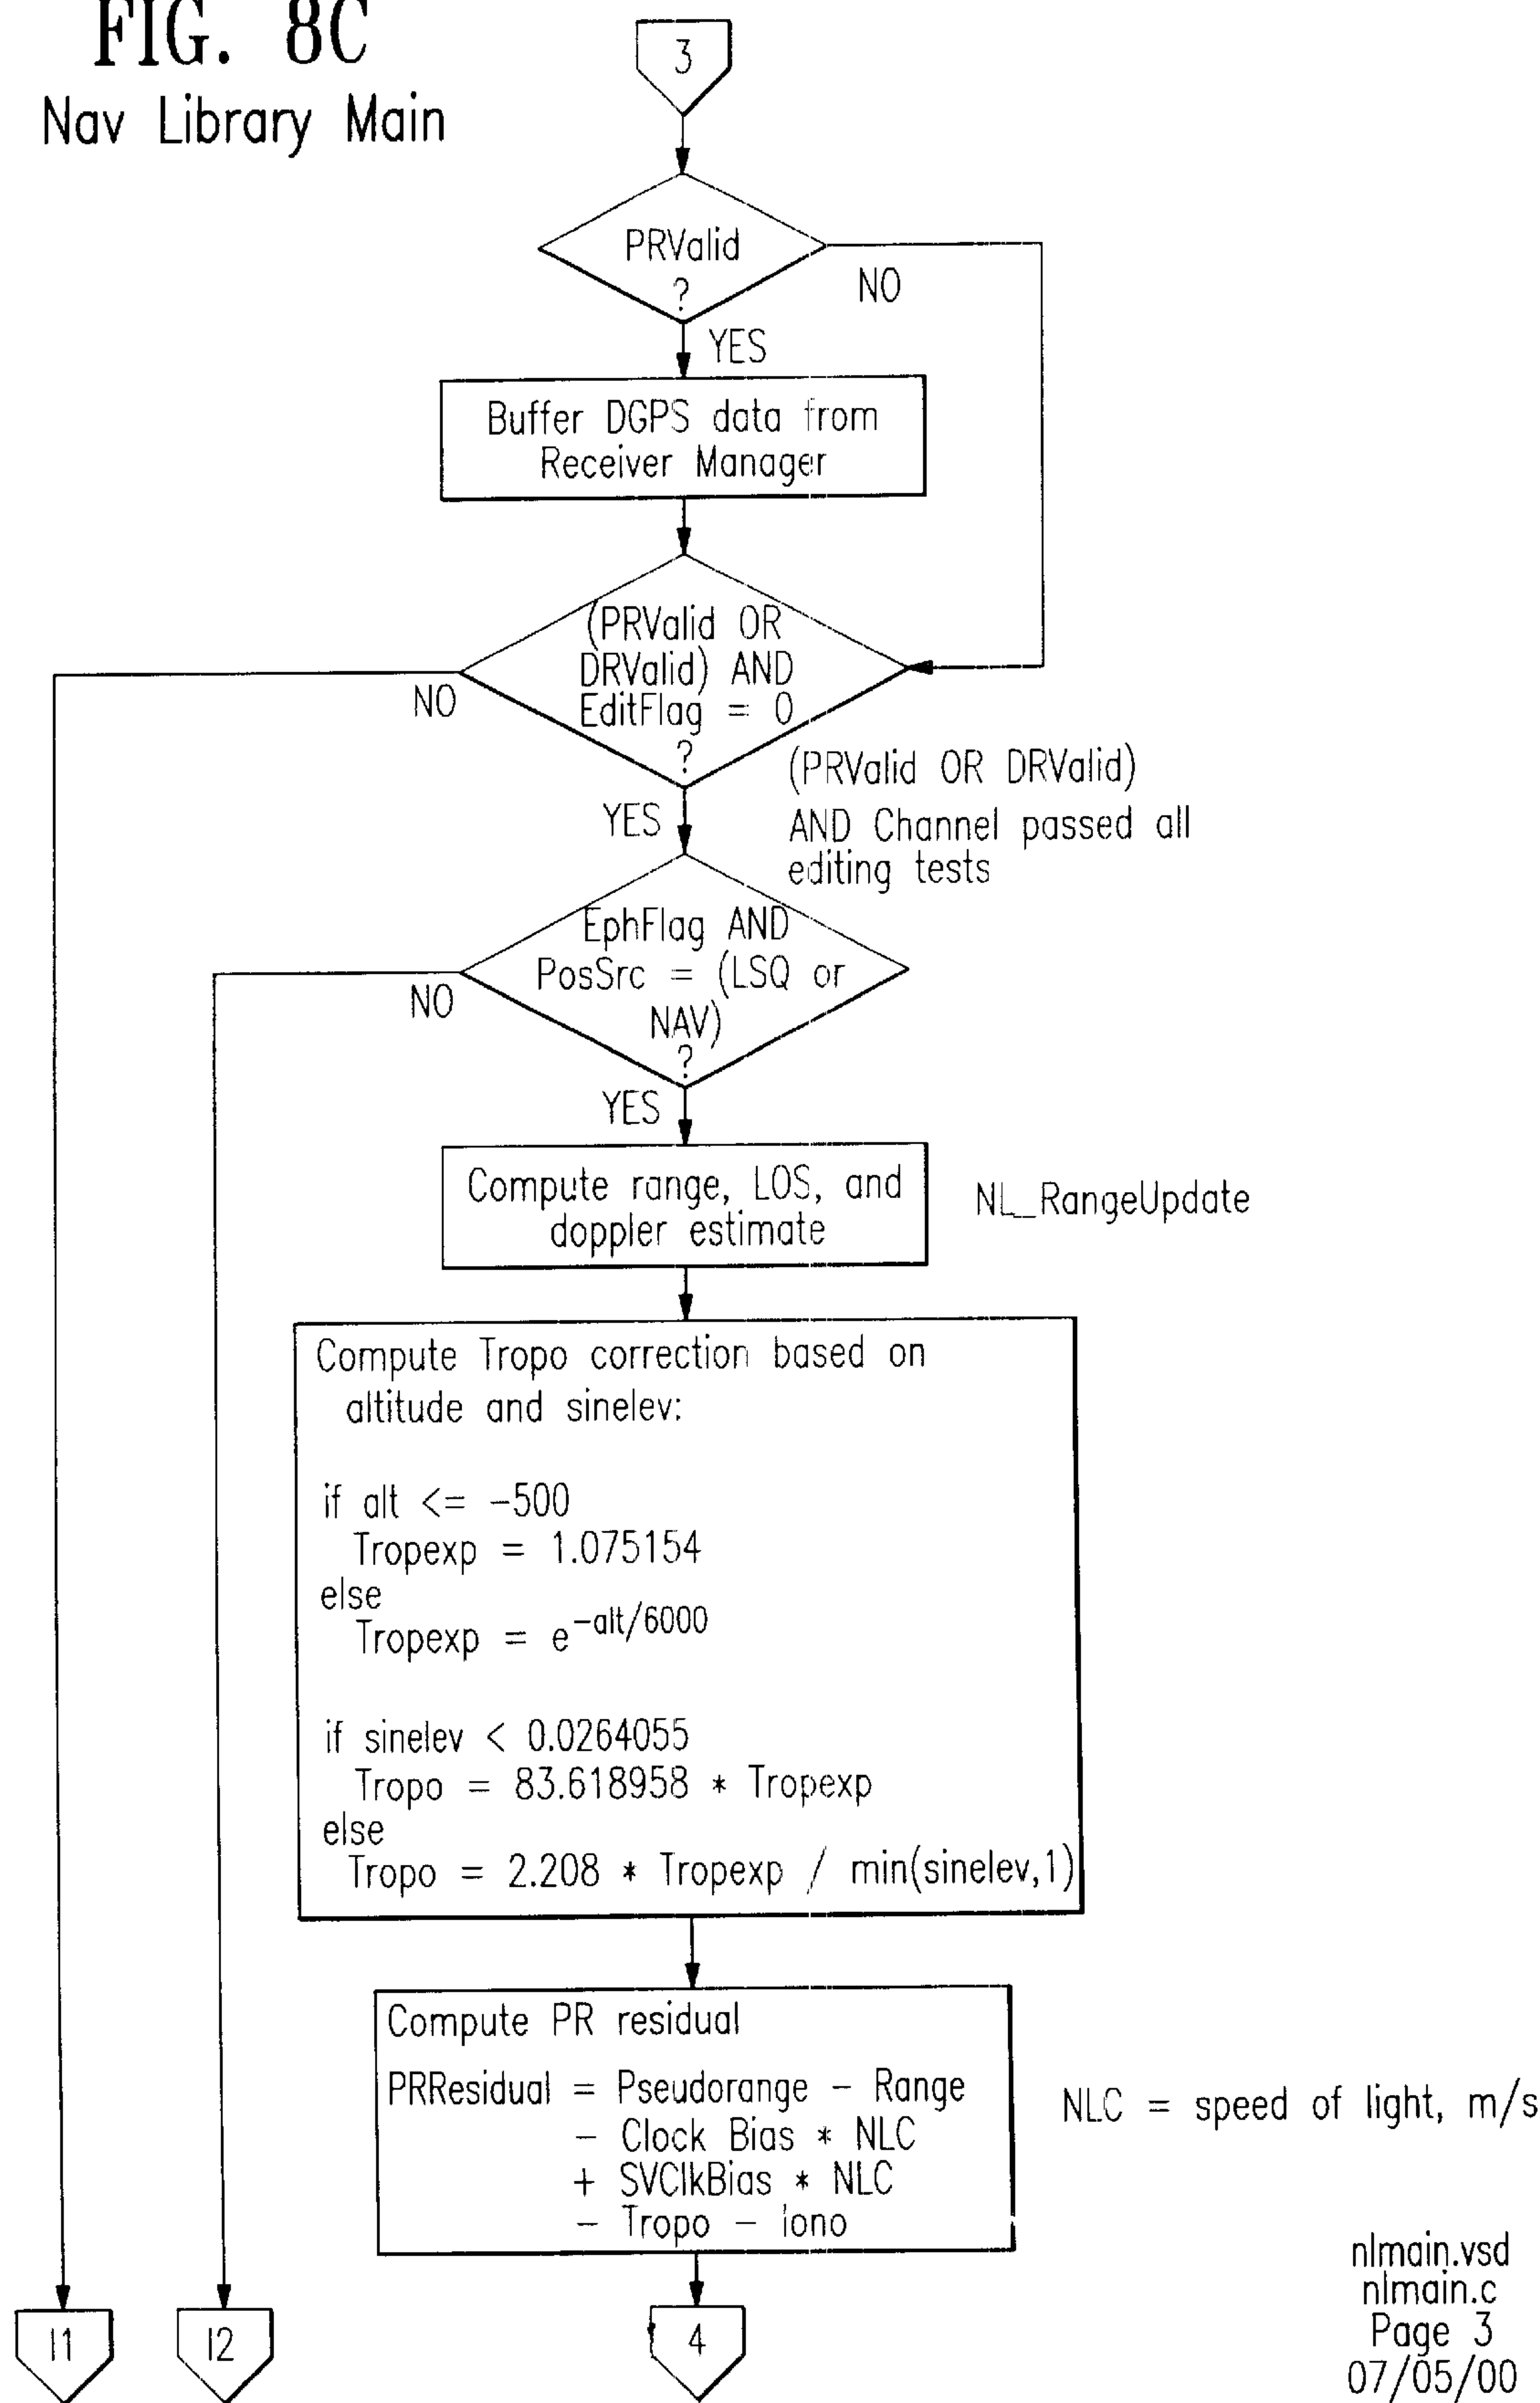 FIG. 8C
Nav Library Main
3
PRValid
?
NO
YES
Buffer DGPS data from
Receiver Manager
(PRValid OR
DRValid) AND
EditFlag = 0
?
NO
(PRValid OR DRValid)
AND Channel passed all
editing tests
YES
EphFlag AND
PosSrc = (LSQ or
NAV)
?
NO
YES
Compute range, LOS, and
doppler estimate
NL_RangeUpdate
Compute Tropo correction based on
altitude and sinelev:
if alt <= -500
Tropexp = 1.075154
else
Tropexp = e^-alt/6000
if sinelev < 0.0264055
Tropo = 83.618958 * Tropexp
else
Tropo = 2.208 * Tropexp / min(sinelev,1)
Compute PR residual
PRResidual = Pseudorange - Range
- Clock Bias * NLC
+ SVClkBias * NLC
- Tropo - iono
NLC = speed of light, m/s
I1
I2
4
nlmain.vsd
nlmain.c
Page 3
07/05/00